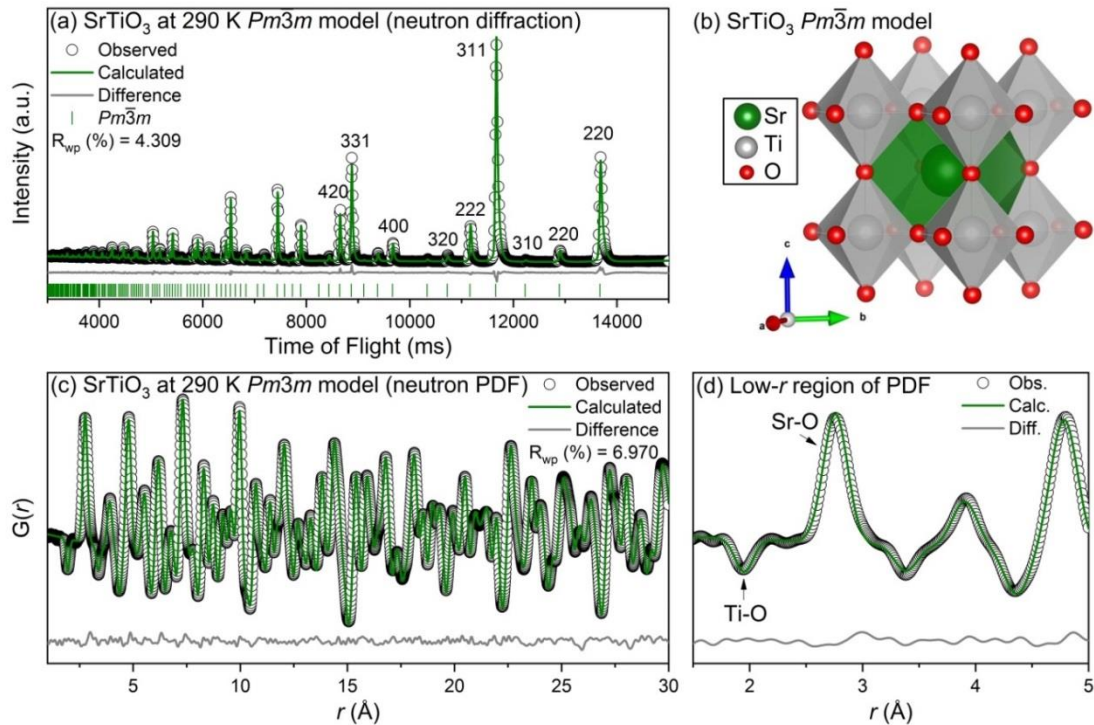 (a) SrTiO₃ at 290 K Pm3̅m model (neutron diffraction)
Observed
Calculated
Difference
Pm3̅m
Rwp (%) = 4.309
331
420
400
320
222
311
310
220
220
Intensity (a.u.)
4000 6000 8000 10000 12000 14000
Time of Flight (ms)
(b) SrTiO₃ Pm3̅m model
Sr
Ti
O
c
a
b
(c) SrTiO₃ at 290 K Pm3m model (neutron PDF)
Observed
Calculated
Difference
Rwp (%) = 6.970
G(r)
5 10 15 20 25 30
r (Å)
(d) Low-r region of PDF
Obs.
Calc.
Diff.
Sr-O
Ti-O
2 3 4 5
r (Å)